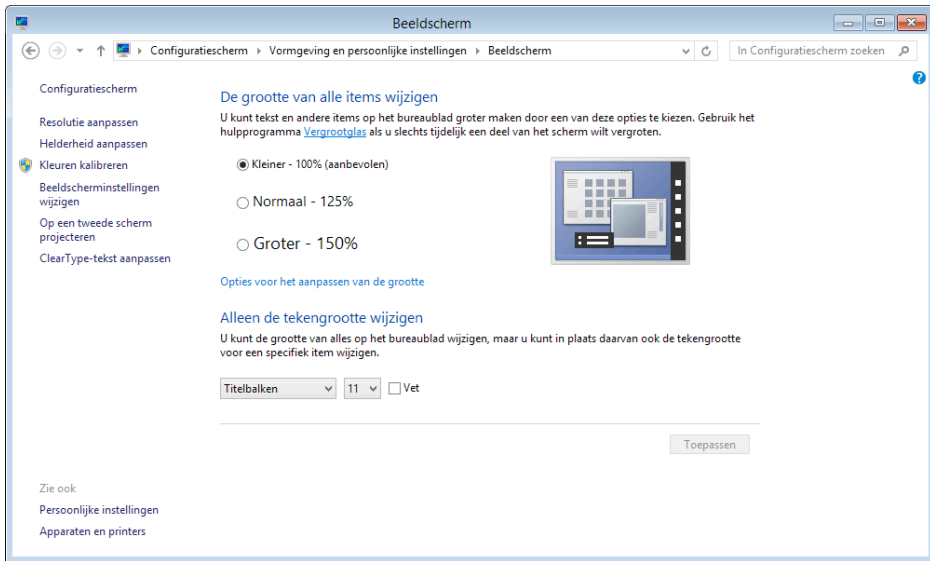 Beeldscherm
Configuratiescherm Vormgeving en persoonlijke instellingen Beeldscherm
In Configuratiescherm zoeken
Configuratiescherm
Resolutie aanpassen
Helderheid aanpassen
Kleuren kalibreren
Beeldscherminstellingen
wijzigen
Op een tweede scherm
projecteren
ClearType-tekst aanpassen
De grootte van alle items wijzigen
U kunt tekst en andere items op het bureaublad groter maken door een van deze opties te kiezen. Gebruik het
hulpprogramma Vergrootglas als u slechts tijdelijk een deel van het scherm wilt vergroten.
Kleiner - 100% (aanbevolen)
Normaal - 125%
Groter - 150%
Opties voor het aanpassen van de grootte
Alleen de tekengrootte wijzigen
U kunt de grootte van alles op het bureaublad wijzigen, maar u kunt in plaats daarvan ook de tekengrootte
voor een specifiek item wijzigen.
Titelbalken 11 Vet
Toepassen
Zie ook
Persoonlijke instellingen
Apparaten en printers